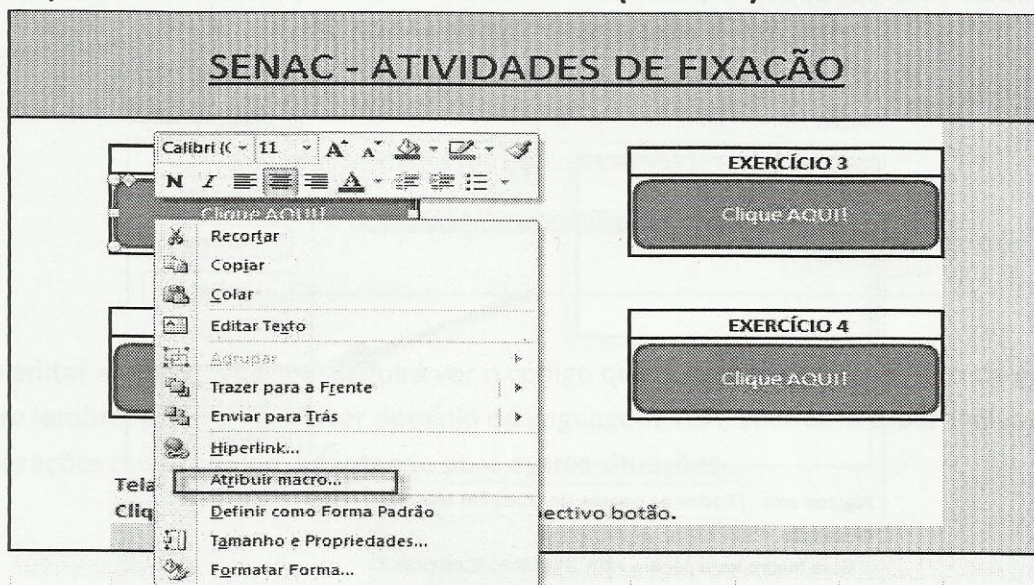 SENAC - ATIVIDADES DE FIXAÇÃO
Calibri (C 11 A A
N I A
EXERCÍCIO 3
Clique AQUI!
Clique AQUI!
Recortar
Copiar
Colar
Editar Texto
EXERCÍCIO 4
Agrupar
Clique AQUI!
Trazer para a Frente
Enviar para Trás
Hiperlink...
Tela
Atribuir macro...
Cliq
Definir como Forma Padrão
ectivo botão.
Tamanho e Propriedades...
Formatar Forma...